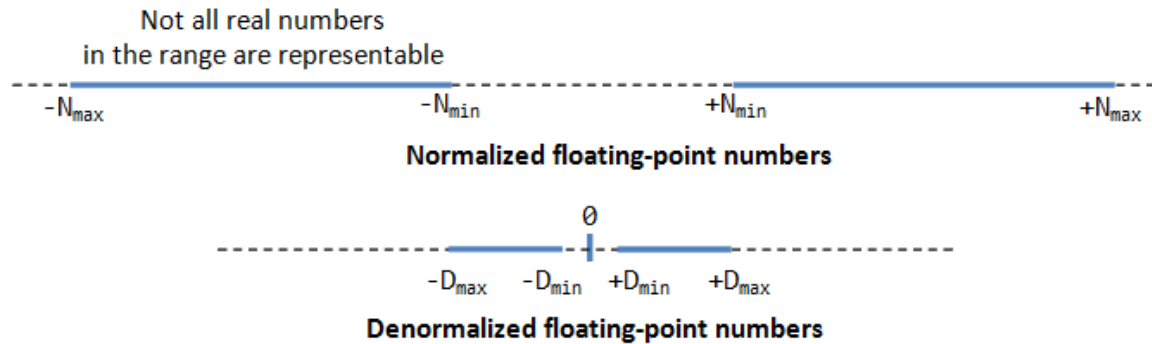 Not all real numbers
in the range are representable
-Nmax -Nmin +Nmin +Nmax
Normalized floating-point numbers
0
-Dmax -Dmin +Dmin +Dmax
Denormalized floating-point numbers